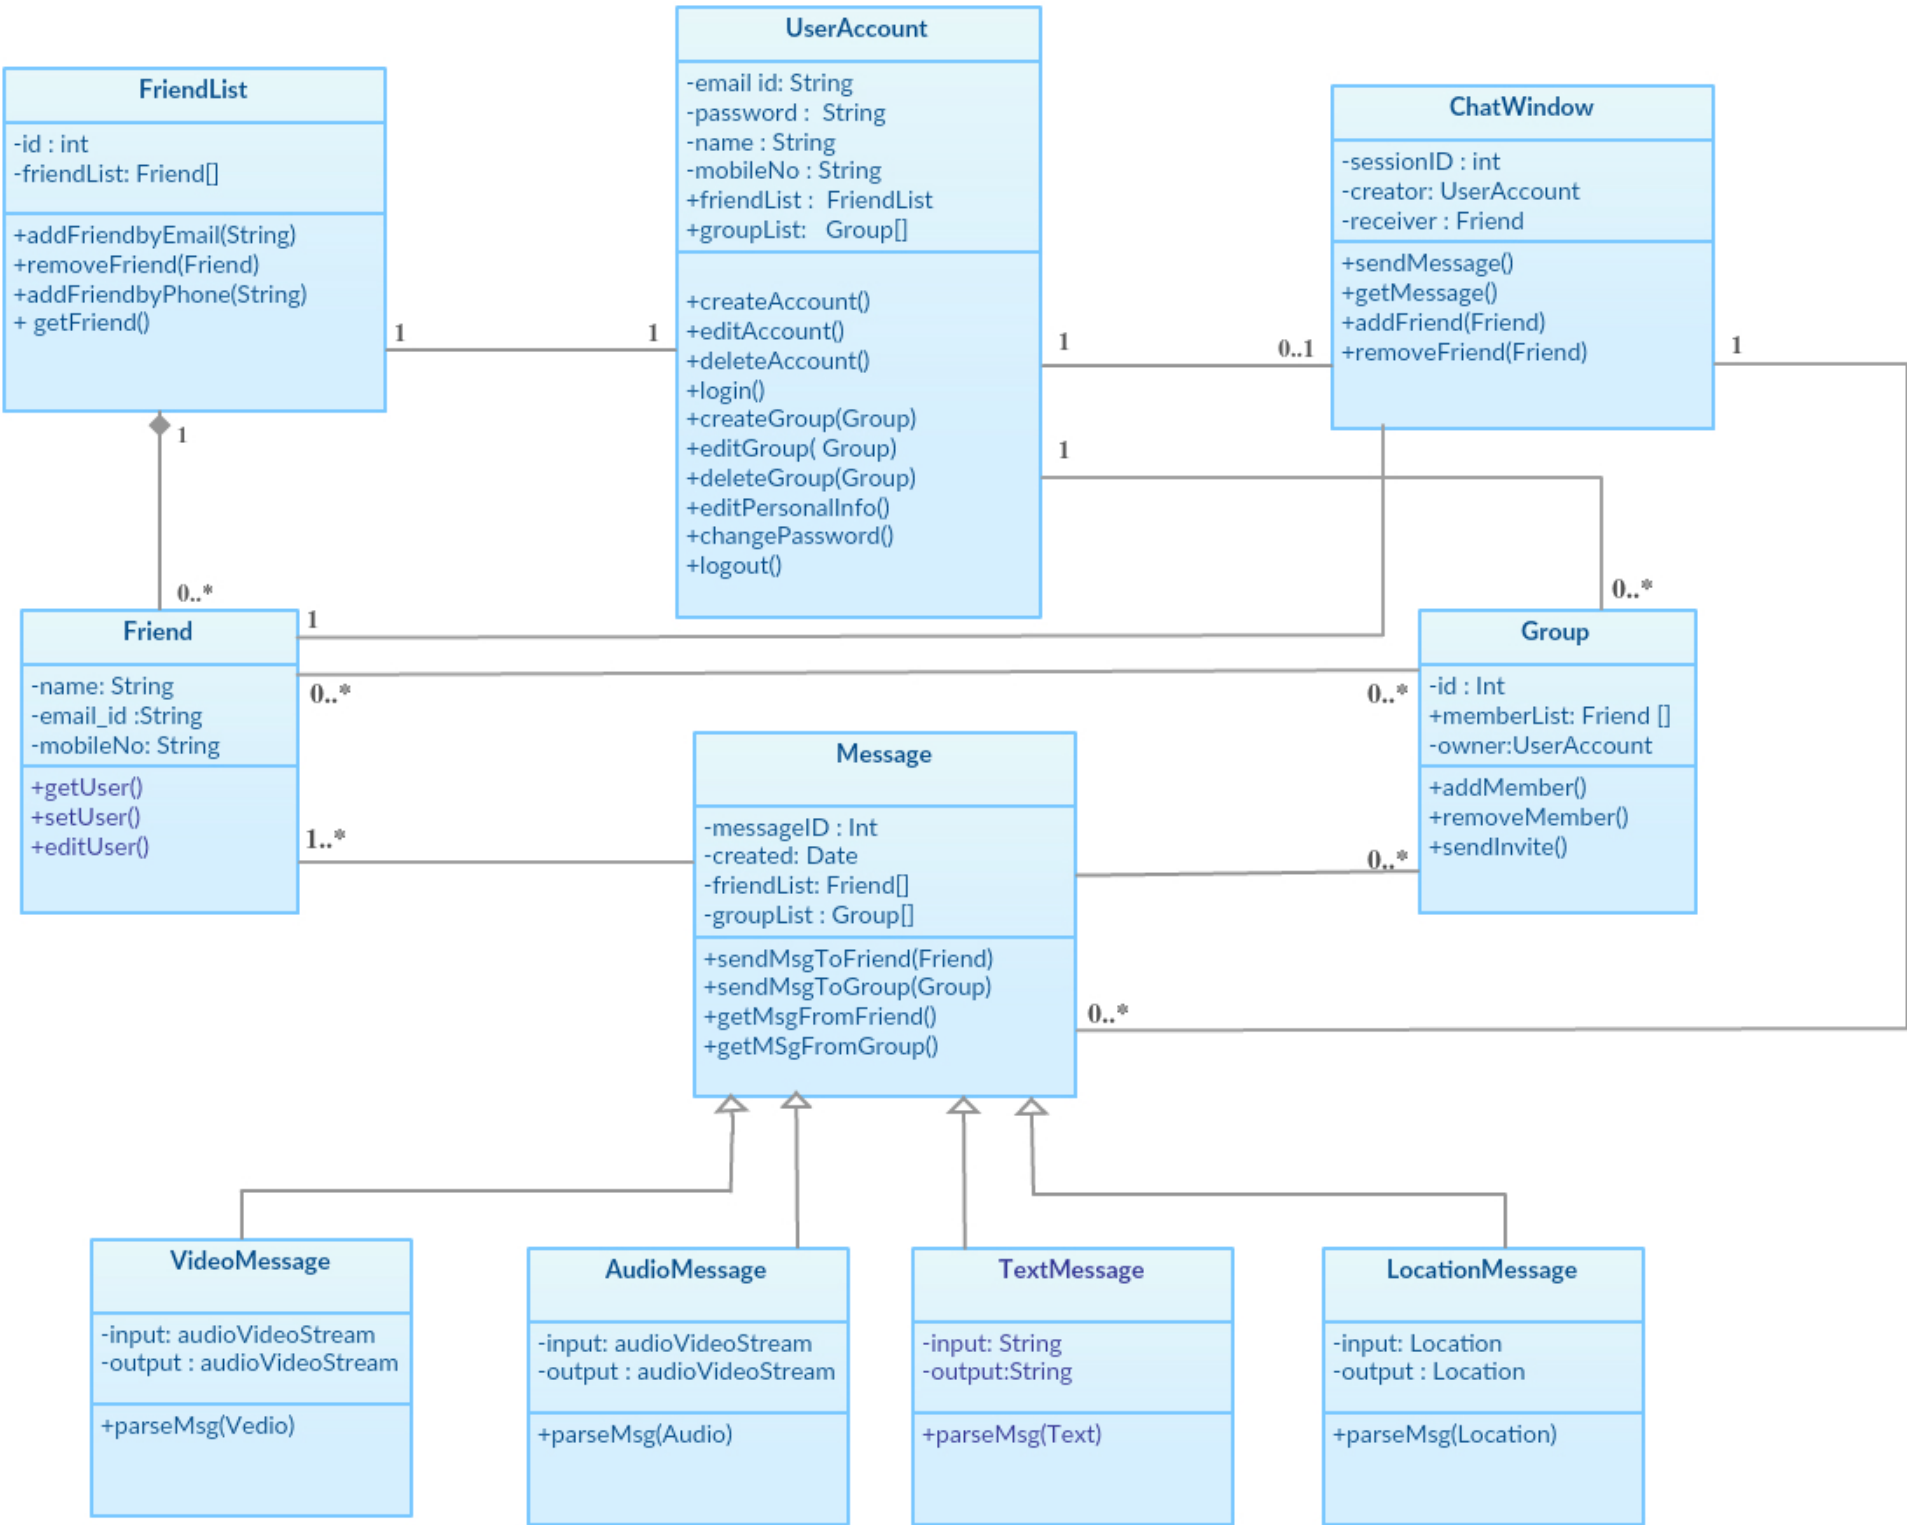 UserAccount
-email id: String
-password :  String
-name : String
-mobileNo : String
+friendList :  FriendList
+groupList:   Group[]
+createAccount()
+editAccount()
+deleteAccount()
+login()
+createGroup(Group)
+editGroup( Group)
+deleteGroup(Group)
+editPersonalInfo()
+changePassword()
+logout()
FriendList
-id : int
-friendList: Friend[]
+addFriendbyEmail(String)
+removeFriend(Friend)
+addFriendbyPhone(String)
+ getFriend()
ChatWindow
-sessionID : int
-creator: UserAccount
-receiver : Friend
+sendMessage()
+getMessage()
+addFriend(Friend)
+removeFriend(Friend)
1
1
1
0..1
1
1
1
0..*
0..*
Friend
-name: String
-email_id :String
-mobileNo: String
+getUser()
+setUser()
+editUser()
1
0..*
0..*
1..*
0..*
0..*
Group
-id : Int
+memberList: Friend []
-owner:UserAccount
+addMember()
+removeMember()
+sendInvite()
Message
-messageID : Int
-created: Date
-friendList: Friend[]
-groupList : Group[]
+sendMsgToFriend(Friend)
+sendMsgToGroup(Group)
+getMsgFromFriend()
+getMSgFromGroup()
VideoMessage
-input: audioVideoStream
-output : audioVideoStream
+parseMsg(Vedio)
AudioMessage
-input: audioVideoStream
-output : audioVideoStream
+parseMsg(Audio)
TextMessage
-input: String
-output:String
+parseMsg(Text)
LocationMessage
-input: Location
-output : Location
+parseMsg(Location)